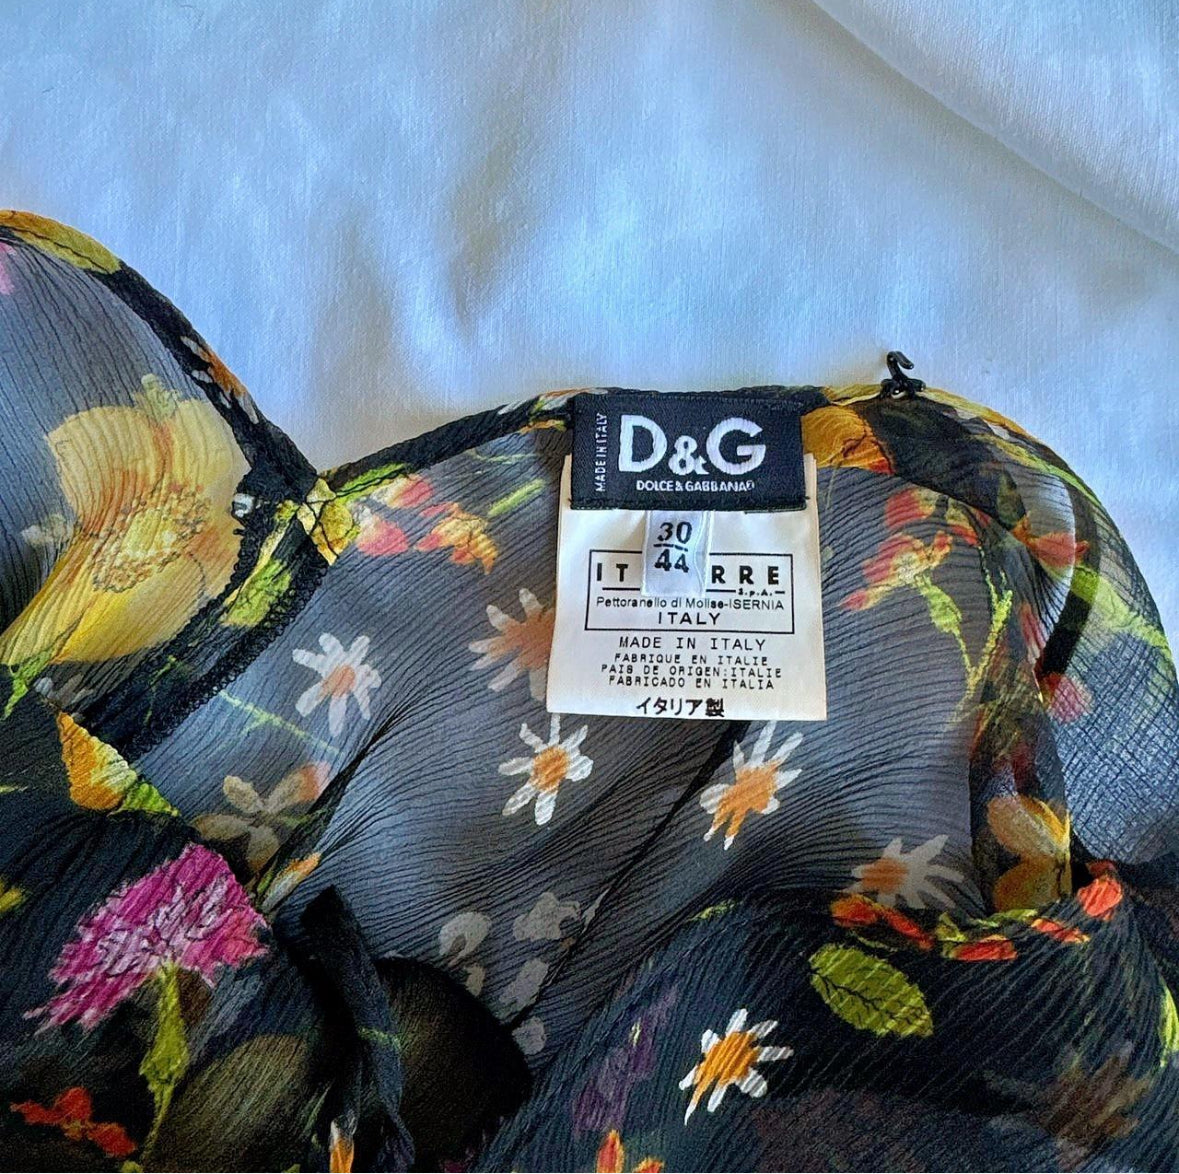 MADE IN ITALY
D&G
DOLCE & GABBANA
30
44
IT RRE
S.p.A.
Pettoranello di Molise-ISERNIA
ITALY
MADE IN ITALY
FABRIQUE EN ITALIE
PAIS DE ORIGEN:ITALIE
FABRICADO EN ITALIA
イタリア製